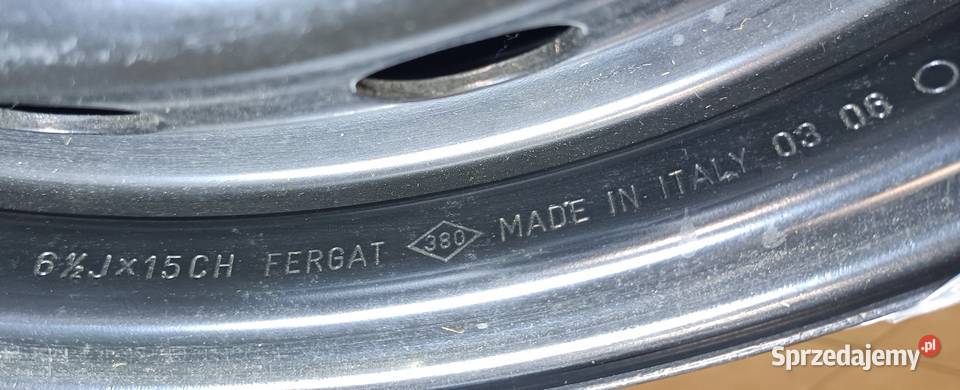 6½J×15CH FERGAT 380 MADE IN ITALY 03 06 O
Sprzedajemy.pl